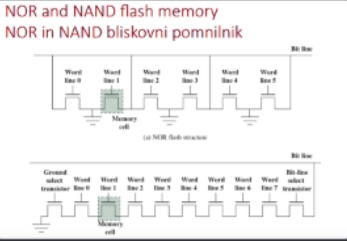 NOR and NAND flash memory
NOR in NAND bliskovni pomnilnik
Bit line
Word line 0
Word line 1
Word line 2
Word line 3
Word line 4
Word line 5
Memory cell
(a) NOR flash structure
Bit line
Ground select transistor
Word line 0
Word line 1
Word line 2
Word line 3
Word line 4
Word line 5
Word line 6
Word line 7
Bit-line select transistor
Memory cell